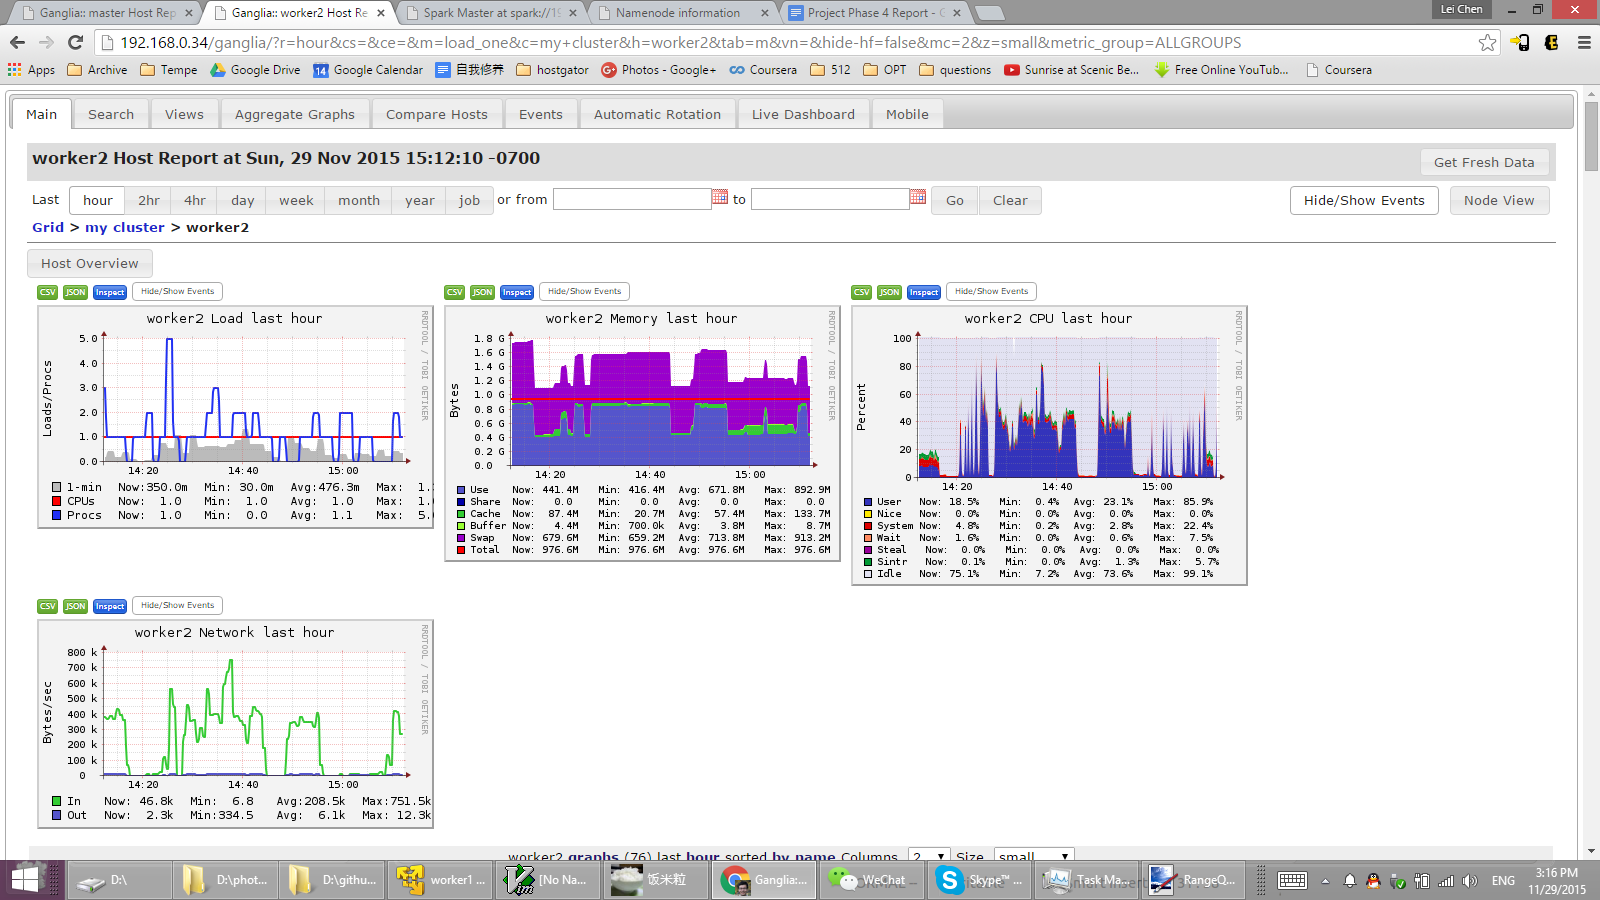 Ganglia:: master Host Rep
Ganglia:: worker2 Host Re
Spark Master at spark://19
Namenode information
Project Phase 4 Report - G
Lei Chen
192.168.0.34/ganglia/?r=hour&cs=&ce=&m=load_one&c=my+cluster&h=worker2&tab=m&vn=&hide-hf=false&mc=2&z=small&metric_group=ALLGROUPS
Apps Archive Tempe Google Drive 14 Google Calendar 自我修养 hostgator Photos - Google+ Coursera 512 OPT questions Sunrise at Scenic Be... Free Online YouTub... Coursera
Main Search Views Aggregate Graphs Compare Hosts Events Automatic Rotation Live Dashboard Mobile
worker2 Host Report at Sun, 29 Nov 2015 15:12:10 -0700
Get Fresh Data
Last hour 2hr 4hr day week month year job or from to Go Clear
Hide/Show Events Node View
Grid > my cluster > worker2
Host Overview
CSV JSON Inspect Hide/Show Events
worker2 Load last hour
RRDTOOL / TOBI OETIKER
Loads/Procs
5.0
4.0
3.0
2.0
1.0
0.0
14:20 14:40 15:00
1-min Now:350.0m Min: 30.0m Avg:476.3m Max: 1.
CPUs Now: 1.0 Min: 1.0 Avg: 1.0 Max: 1.
Procs Now: 1.0 Min: 0.0 Avg: 1.1 Max: 5.
CSV JSON Inspect Hide/Show Events
worker2 Memory last hour
RRDTOOL / TOBI OETIKER
Bytes
1.8 G
1.6 G
1.4 G
1.2 G
1.0 G
0.8 G
0.6 G
0.4 G
0.2 G
0.0
14:20 14:40 15:00
Use Now: 441.4M Min: 416.4M Avg: 671.8M Max: 892.9M
Share Now: 0.0 Min: 0.0 Avg: 0.0 Max: 0.0
Cache Now: 87.4M Min: 20.7M Avg: 57.4M Max: 133.7M
Buffer Now: 4.4M Min: 700.0k Avg: 3.8M Max: 8.7M
Swap Now: 679.6M Min: 659.2M Avg: 713.8M Max: 913.2M
Total Now: 976.6M Min: 976.6M Avg: 976.6M Max: 976.6M
CSV JSON Inspect Hide/Show Events
worker2 CPU last hour
RRDTOOL / TOBI OETIKER
Percent
100
80
60
40
20
0
14:20 14:40 15:00
User Now: 18.5% Min: 0.4% Avg: 23.1% Max: 85.9%
Nice Now: 0.0% Min: 0.0% Avg: 0.0% Max: 0.0%
System Now: 4.8% Min: 0.2% Avg: 2.8% Max: 22.4%
Wait Now: 1.6% Min: 0.0% Avg: 0.6% Max: 7.5%
Steal Now: 0.0% Min: 0.0% Avg: 0.0% Max: 0.0%
Sintr Now: 0.1% Min: 0.0% Avg: 1.3% Max: 5.7%
Idle Now: 75.1% Min: 7.2% Avg: 73.6% Max: 99.1%
CSV JSON Inspect Hide/Show Events
worker2 Network last hour
RRDTOOL / TOBI OETIKER
Bytes/sec
800 k
700 k
600 k
500 k
400 k
300 k
200 k
100 k
0
14:20 14:40 15:00
In Now: 46.8k Min: 6.8 Avg:208.5k Max:751.5k
Out Now: 2.3k Min:334.5 Avg: 6.1k Max: 12.3k
worker2 graphs (76) last hour sorted by name Columns 2 Size small
D:\ D:\phot... D:\githu... worker1 ... [No Na... 饭米粒 Ganglia:... WeChat Skype™ ... Task Ma... RangeQ...
ENG
3:16 PM
11/29/2015